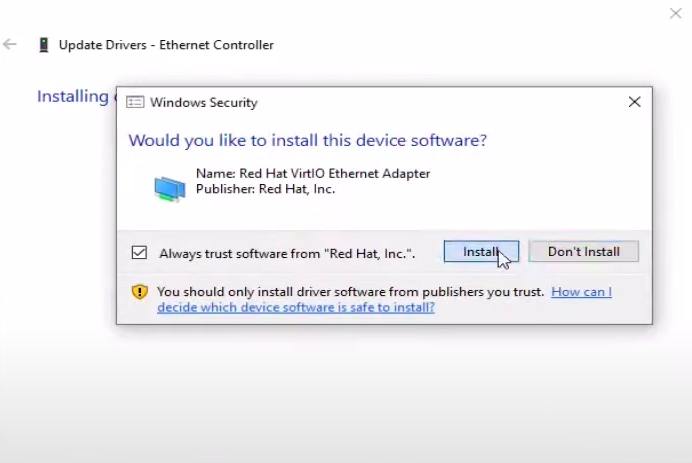 Update Drivers - Ethernet Controller
Installing
Windows Security
Would you like to install this device software?
Name: Red Hat VirtIO Ethernet Adapter
Publisher: Red Hat, Inc.
Always trust software from "Red Hat, Inc.".
Install
Don't Install
You should only install driver software from publishers you trust. How can I
decide which device software is safe to install?